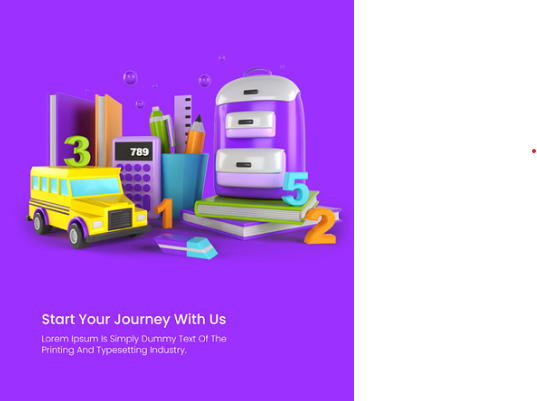 789
3
5
1
2
Start Your Journey With Us
Lorem Ipsum Is Simply Dummy Text Of The
Printing And Typesetting Industry.